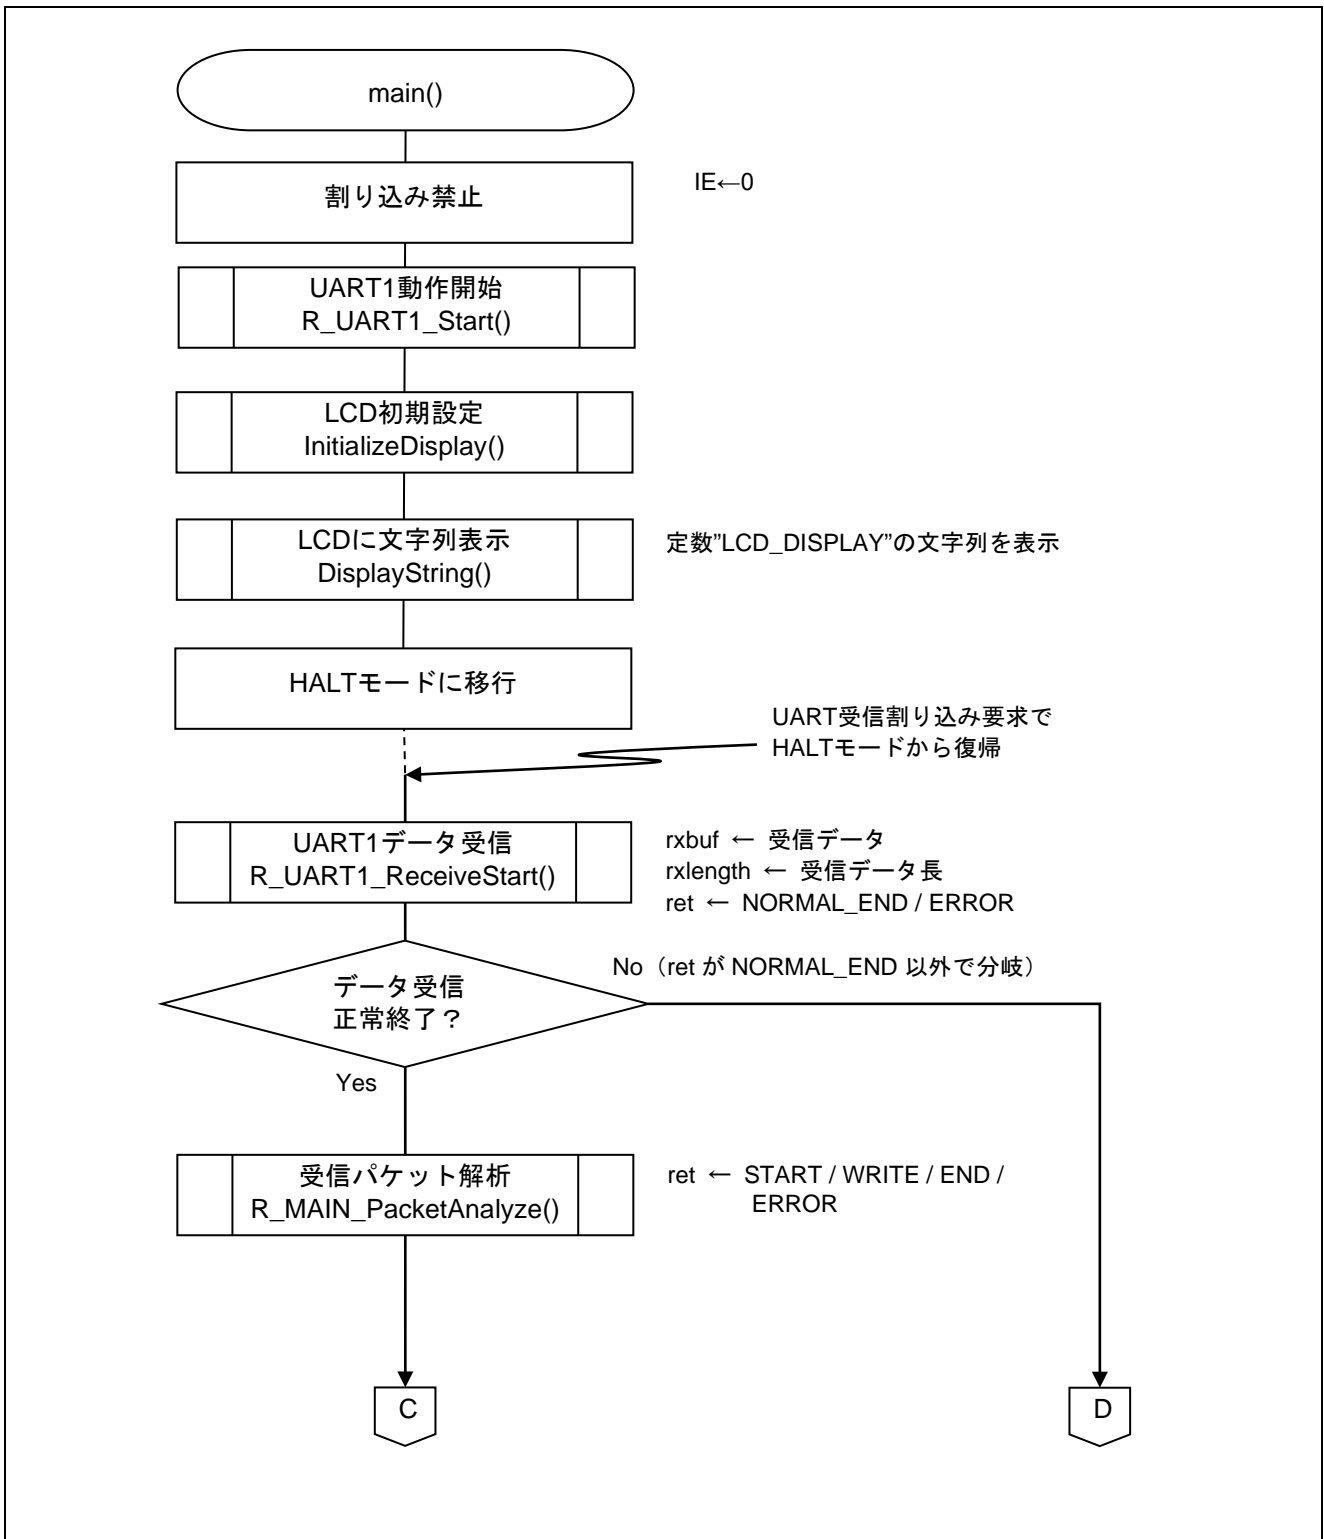 main()
割り込み禁止
IE←0
UART1動作開始
R_UART1_Start()
LCD初期設定
InitializeDisplay()
LCDに文字列表示
DisplayString()
定数”LCD_DISPLAY”の文字列を表示
HALTモードに移行
UART受信割り込み要求で
HALTモードから復帰
UART1データ受信
R_UART1_ReceiveStart()
rxbuf ← 受信データ
rxlength ← 受信データ長
ret ← NORMAL_END / ERROR
データ受信
正常終了？
No（ret が NORMAL_END 以外で分岐）
Yes
受信パケット解析
R_MAIN_PacketAnalyze()
ret ← START / WRITE / END /
ERROR
C
D